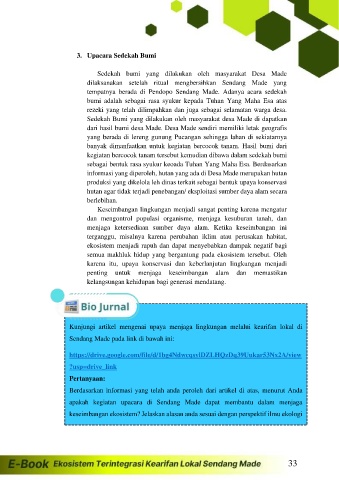 3. Upacara Sedekah Bumi
Sedekah bumi yang dilakukan oleh masyarakat Desa Made
dilaksanakan setelah ritual mengbersihkan Sendang Made yang
tempatnya berada di Pendopo Sendang Made. Adanya acara sedekah
bumi adalah sebagai rasa syukur kepada Tuhan Yang Maha Esa atas
rezeki yang telah dilimpahkan dan juga sebagai selamatan warga desa.
Sedekah Bumi yang dilakukan oleh masyarakat desa Made di dapatkan
dari hasil bumi desa Made. Desa Made sendiri memiliki letak geografis
yang berada di lereng gunung Pucangan sehingga lahan di sekitarnya
banyak dimanfaatkan untuk kegiatan bercocok tanam. Hasil bumi dari
kegiatan bercocok tanam tersebut kemudian dibawa dalam sedekah bumi
sebagai bentuk rasa syukur kepada Tuhan Yang Maha Esa. Berdasarkan
informasi yang diperoleh, hutan yang ada di Desa Made merupakan hutan
produksi yang dikelola leh dinas terkait sebagai bentuk upaya konservasi
hutan agar tidak terjadi penebangan/ eksploitasi sumber daya alam secara
berlebihan.
Keseimbangan lingkungan menjadi sangat penting karena mengatur
dan mengontrol populasi organisme, menjaga kesuburan tanah, dan
menjaga ketersediaan sumber daya alam. Ketika keseimbangan ini
terganggu, misalnya karena perubahan iklim atau perusakan habitat,
ekosistem menjadi rapuh dan dapat menyebabkan dampak negatif bagi
semua makhluk hidup yang bergantung pada ekosistem tersebut. Oleh
karena itu, upaya konservasi dan keberlanjutan lingkungan menjadi
penting untuk menjaga keseimbangan alam dan memastikan
kelangsungan kehidupan bagi generasi mendatang.
Bio Jurnal
Kunjungi artikel mengenai upaya menjaga lingkungan melalui kearifan lokal di
Sendang Made pada link di bawah ini:
?usp=drive_link
Pertanyaan:
Berdasarkan informasi yang telah anda peroleh dari artikel di atas, menurut Anda
apakah kegiatan upacara di Sendang Made dapat membantu dalam menjaga
keseimbangan ekosistem? Jelaskan alasan anda sesuai dengan perspektif ilmu ekologi
E-Book Ekosistem Terintegrasi Kearifan Lokal Sendang Made 33